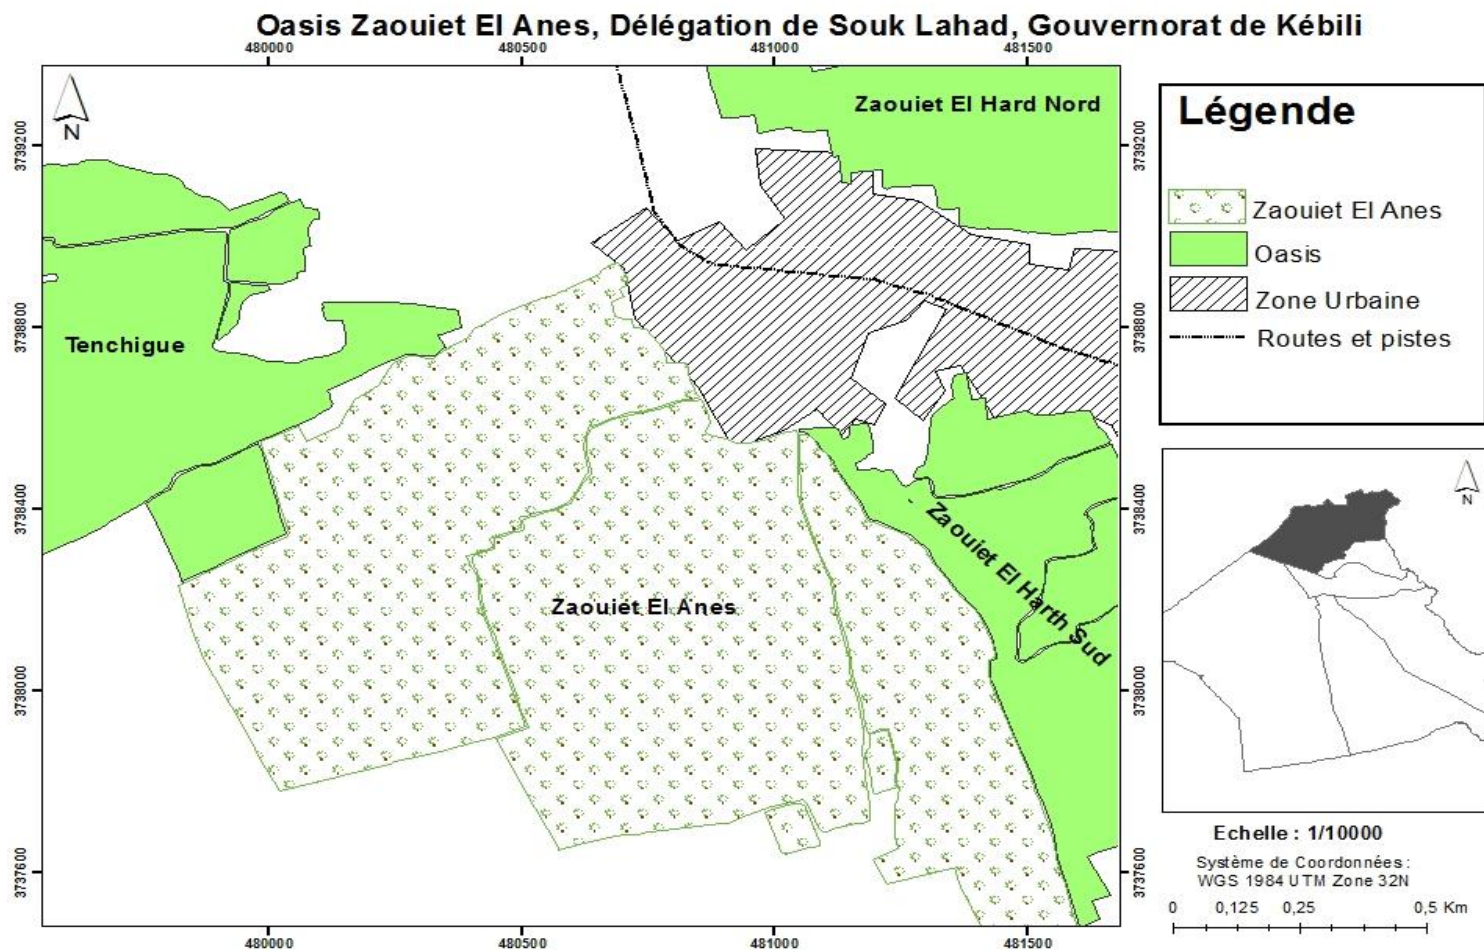 Oasis Zaouiet El Anes, Délégation de Souk Lahad, Gouvernorat de Kébili
480000 480500 481000 481500
N
Zaouiet El Hard Nord
3739200
3739200
Tenchigue
3738800
3738800
3738400
3738400
Zaouiet El Harth Sud
Zaouiet El Anes
3738000
3738000
3737600
3737600
480000 480500 481000 481500
Légende
Zaouiet El Anes
Oasis
Zone Urbaine
Routes et pistes
N
Echelle : 1/10000
Système de Coordonnées :
WGS 1984 UTM Zone 32N
0 0,125 0,25 0,5 Km